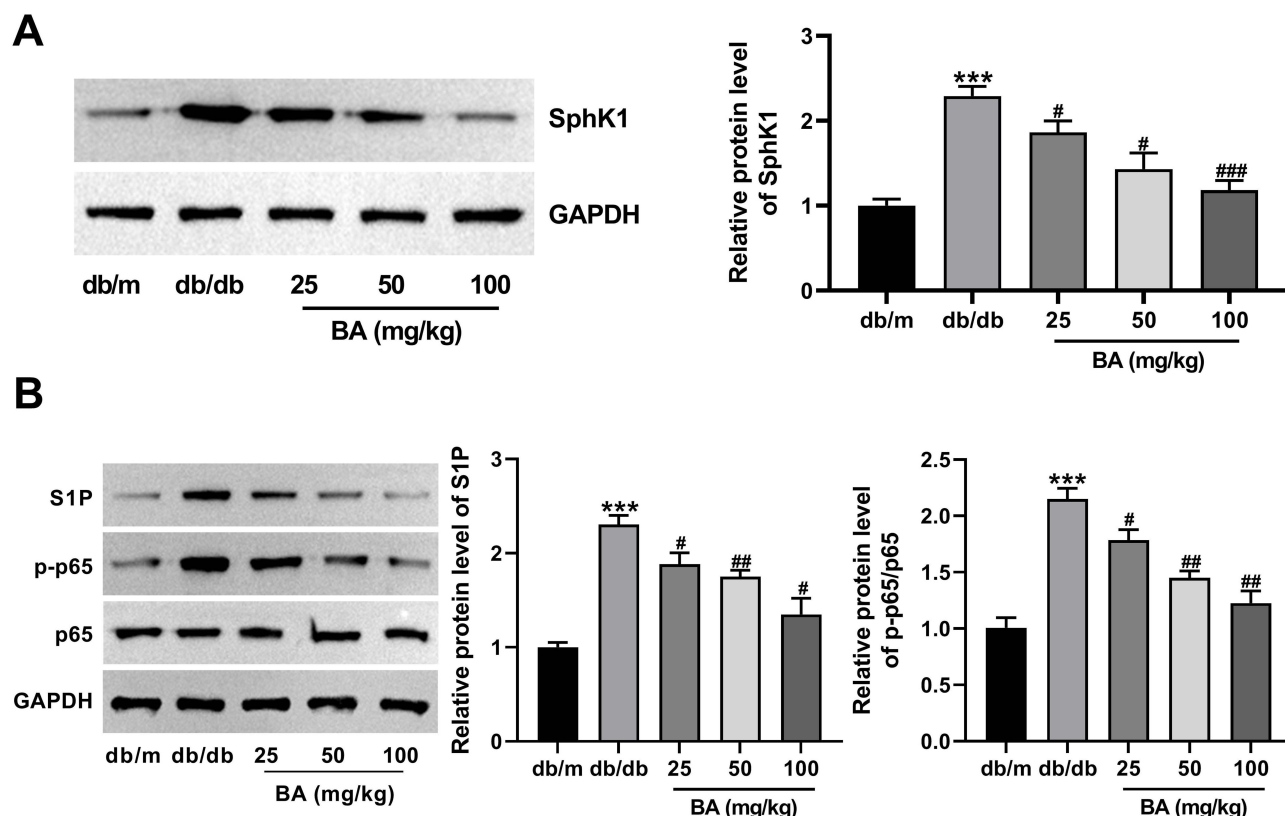 A
SphK1
GAPDH
db/m db/db 25 50 100
BA (mg/kg)
Relative protein level
of SphK1
3
2
1
0
***
#
#
###
db/m db/db 25 50 100
BA (mg/kg)
B
S1P
p-p65
p65
GAPDH
db/m db/db 25 50 100
BA (mg/kg)
Relative protein level of S1P
3
2
1
0
***
#
##
#
db/m db/db 25 50 100
BA (mg/kg)
Relative protein level
of p-p65/p65
2.5
2.0
1.5
1.0
0.5
0.0
***
#
##
##
db/m db/db 25 50 100
BA (mg/kg)